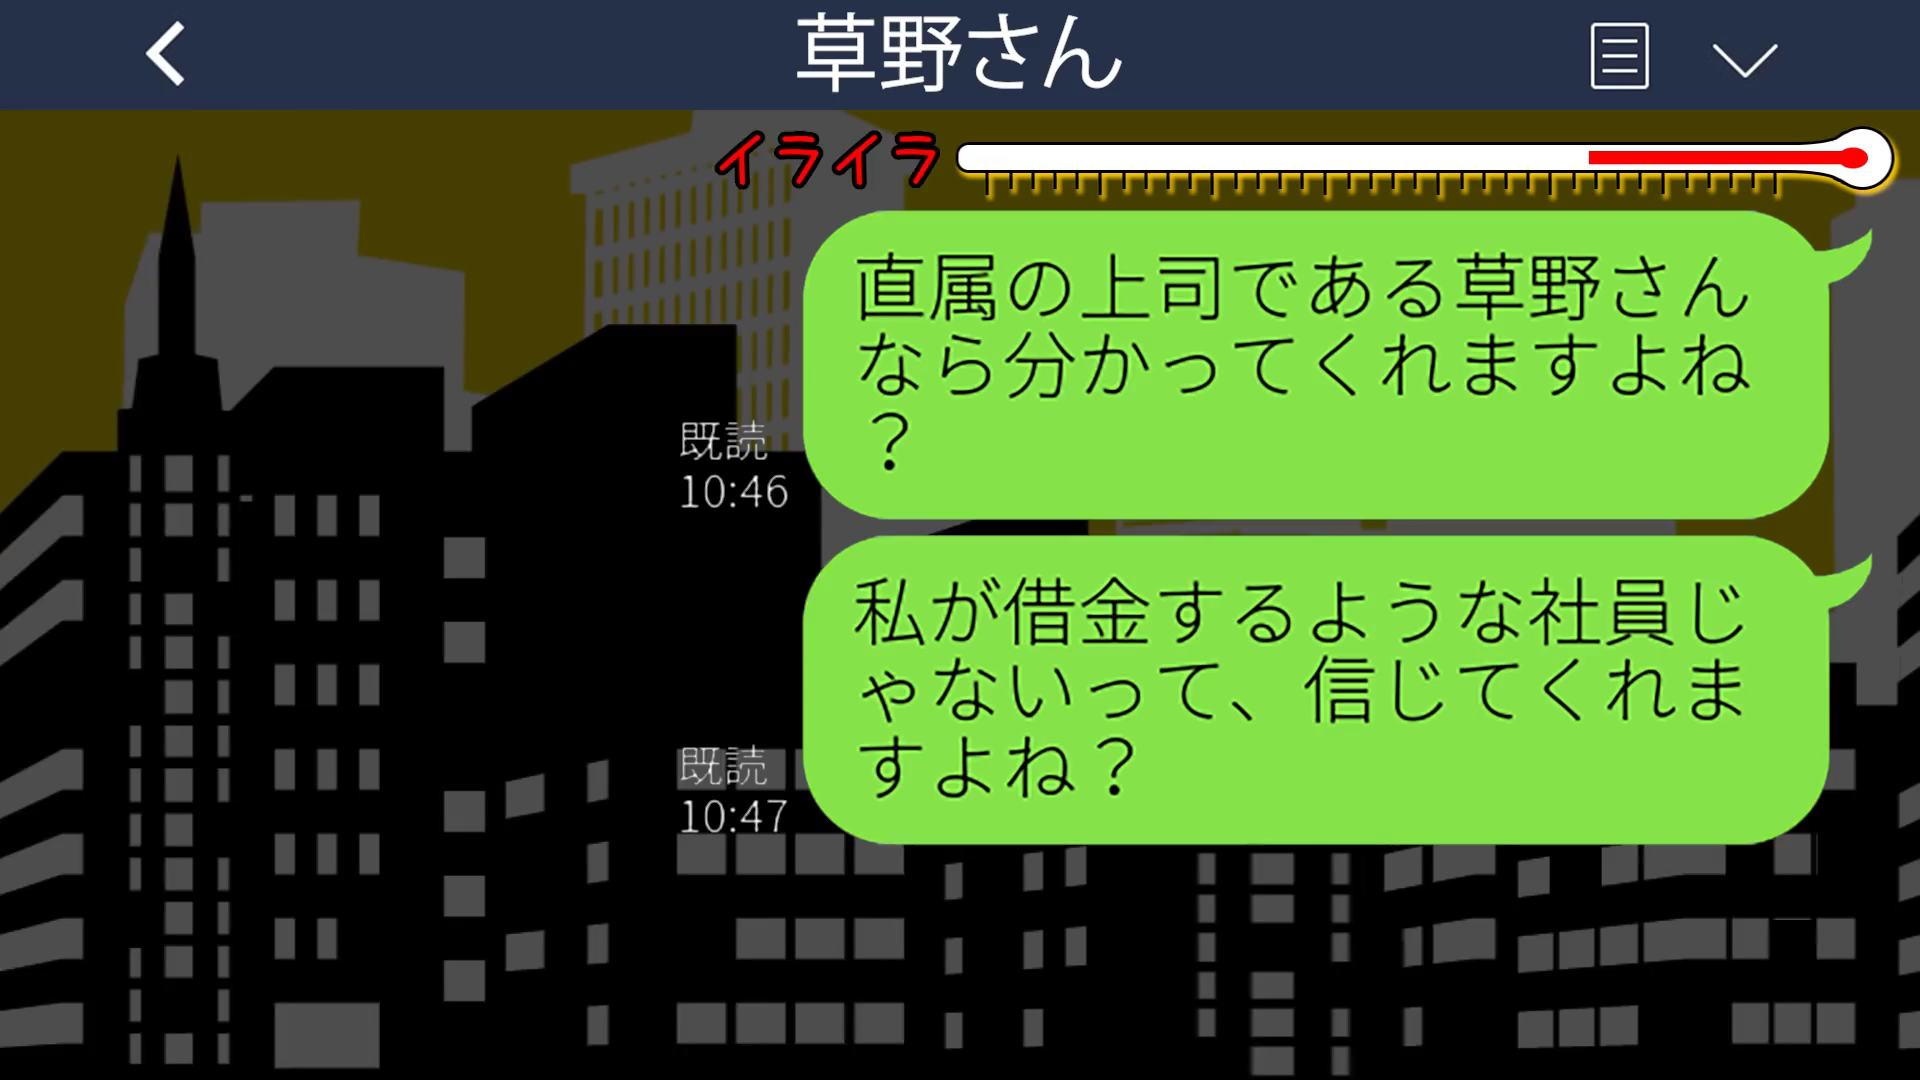 草野さん
イライラ
直属の上司である草野さん
なら分かってくれますよね
？
既読
10:46
私が借金するような社員じ
ゃないって、信じてくれま
すよね？
既読
10:47